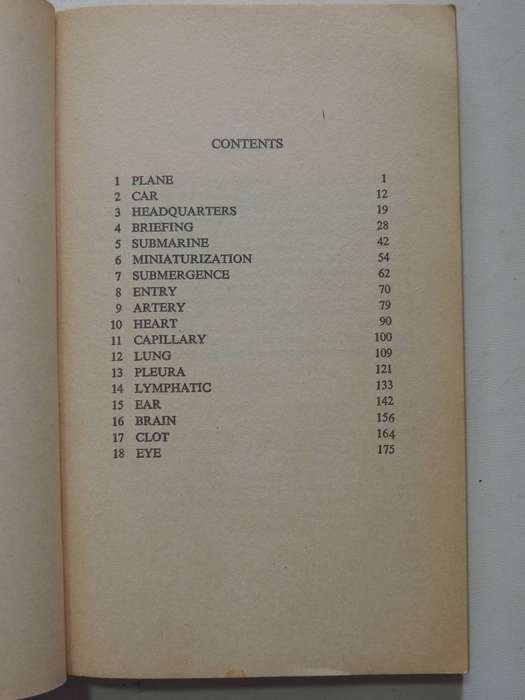 CONTENTS
1 PLANE 1
2 CAR 12
3 HEADQUARTERS 19
4 BRIEFING 28
5 SUBMARINE 42
6 MINIATURIZATION 54
7 SUBMERGENCE 62
8 ENTRY 70
9 ARTERY 79
10 HEART 90
11 CAPILLARY 100
12 LUNG 109
13 PLEURA 121
14 LYMPHATIC 133
15 EAR 142
16 BRAIN 156
17 CLOT 164
18 EYE 175